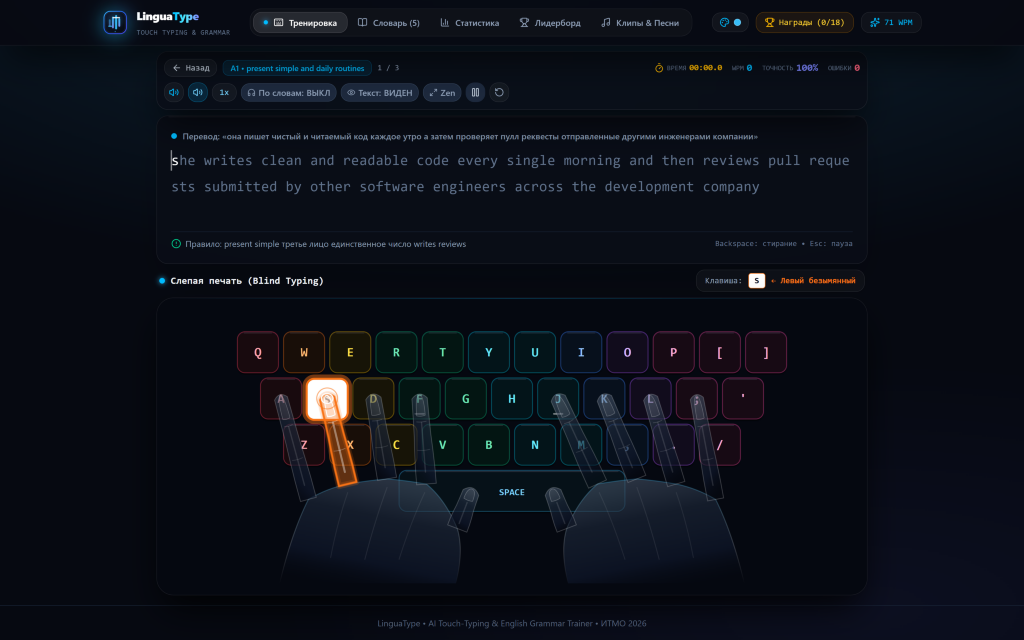 LinguaType
TOUCH TYPING & GRAMMAR
Тренировка
Словарь (5)
Статистика
Лидерборд
Клипы & Песни
Награды (0/18)
71 WPM
Назад
A1 • present simple and daily routines
1 / 3
ВРЕМЯ 00:00.0
WPM 0
ТОЧНОСТЬ 100%
ОШИБКИ 0
1x
По словам: ВЫКЛ
Текст: ВИДЕН
Zen
Перевод: «она пишет чистый и читаемый код каждое утро а затем проверяет пулл реквесты отправленные другими инженерами компании»
she writes clean and readable code every single morning and then reviews pull reque
sts submitted by other software engineers across the development company
Правило: present simple третье лицо единственное число writes reviews
Backspace: стирание • Esc: пауза
Слепая печать (Blind Typing)
Клавиша: S ← Левый безымянный
Q W E R T Y U I O P [ ]
A S D F G H J K L ; '
Z X C V B N M , . /
SPACE
LinguaType • AI Touch-Typing & English Grammar Trainer • ИТМО 2026